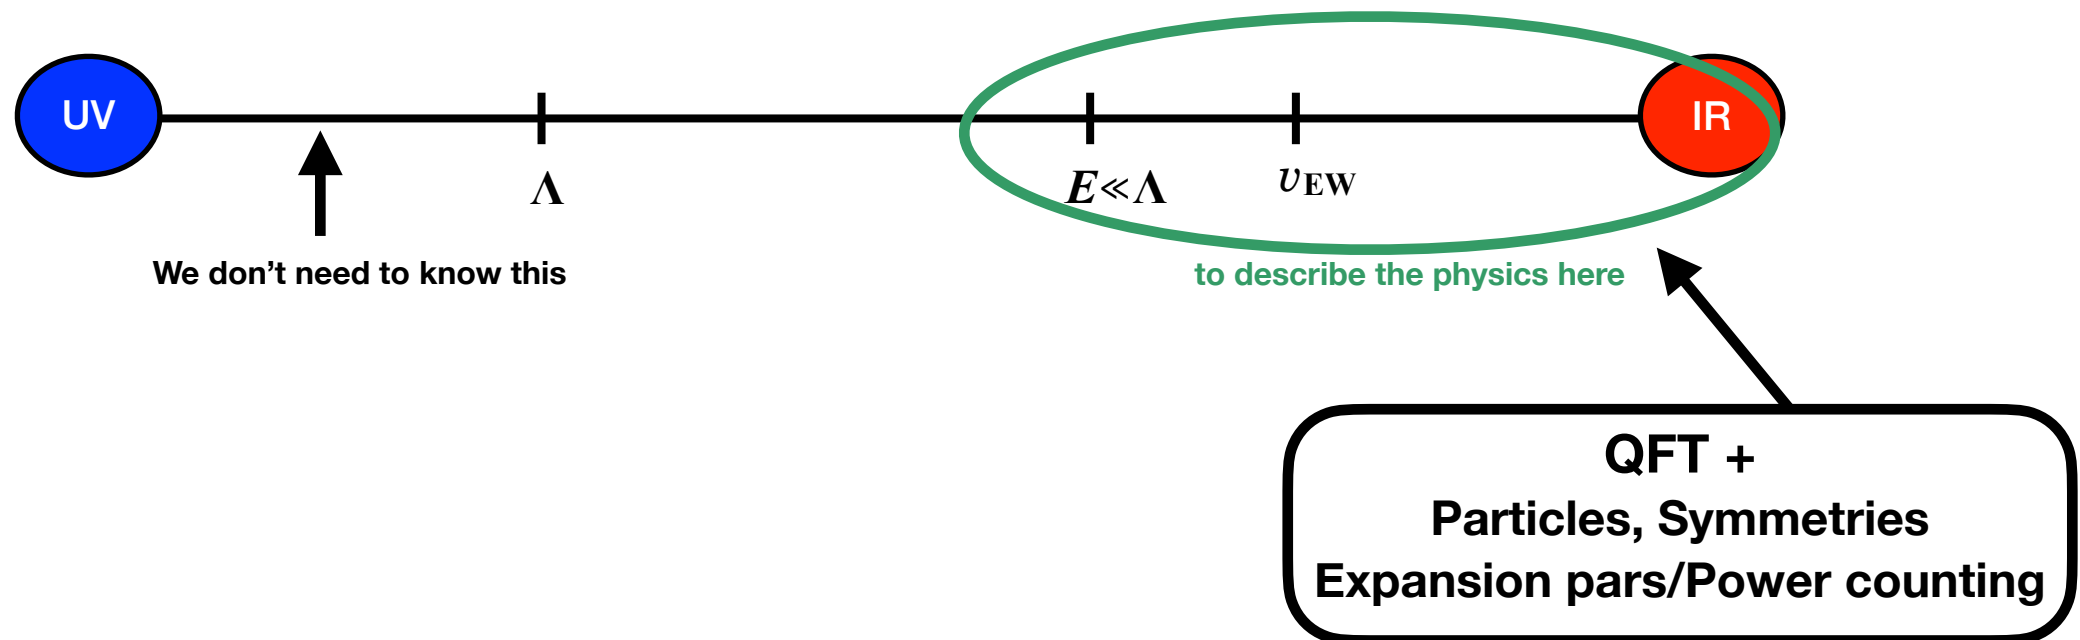 UV
IR
Λ
E≪Λ
v_EW
We don’t need to know this
to describe the physics here
QFT +
Particles, Symmetries
Expansion pars/Power counting